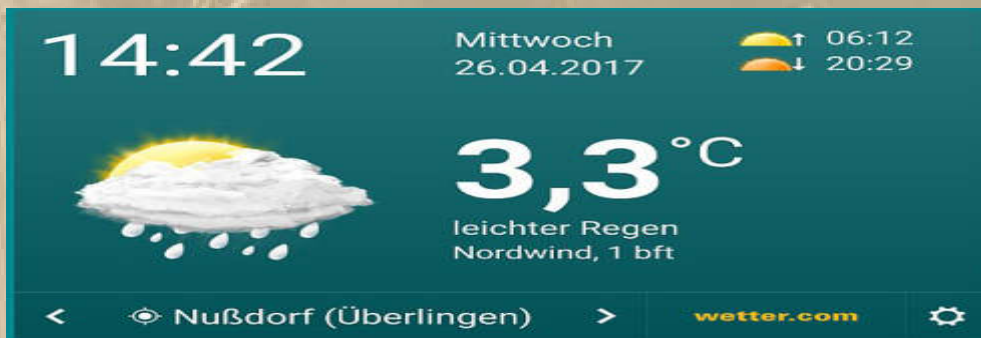 14:42
Mittwoch
26.04.2017
06:12
20:29
3,3 °C
leichter Regen
Nordwind, 1 bft
< Nußdorf (Überlingen) >
wetter.com